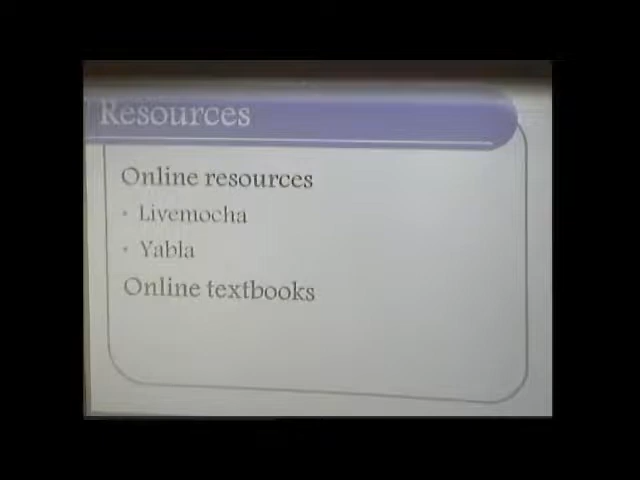 Resources
Online resources
• Livemocha
• Yabla
Online textbooks